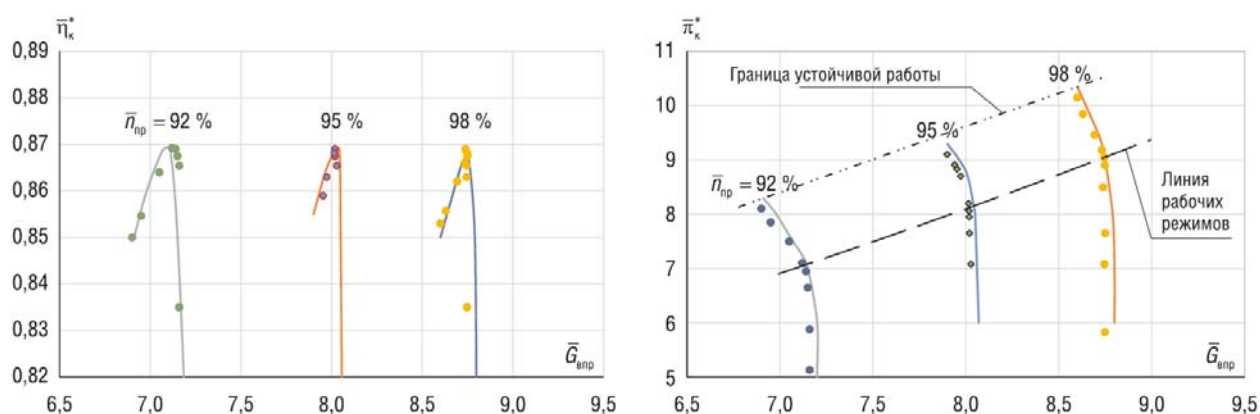 η̅к*
0,89
0,88
0,87
0,86
0,85
0,84
0,83
0,82
n̅пр = 92 %
95 %
98 %
G̅впр
6,5 7,0 7,5 8,0 8,5 9,0 9,5
π̅к*
11
10
9
8
7
6
5
Граница устойчивой работы
98 %
95 %
n̅пр = 92 %
Линия
рабочих
режимов
G̅впр
6,5 7,0 7,5 8,0 8,5 9,0 9,5